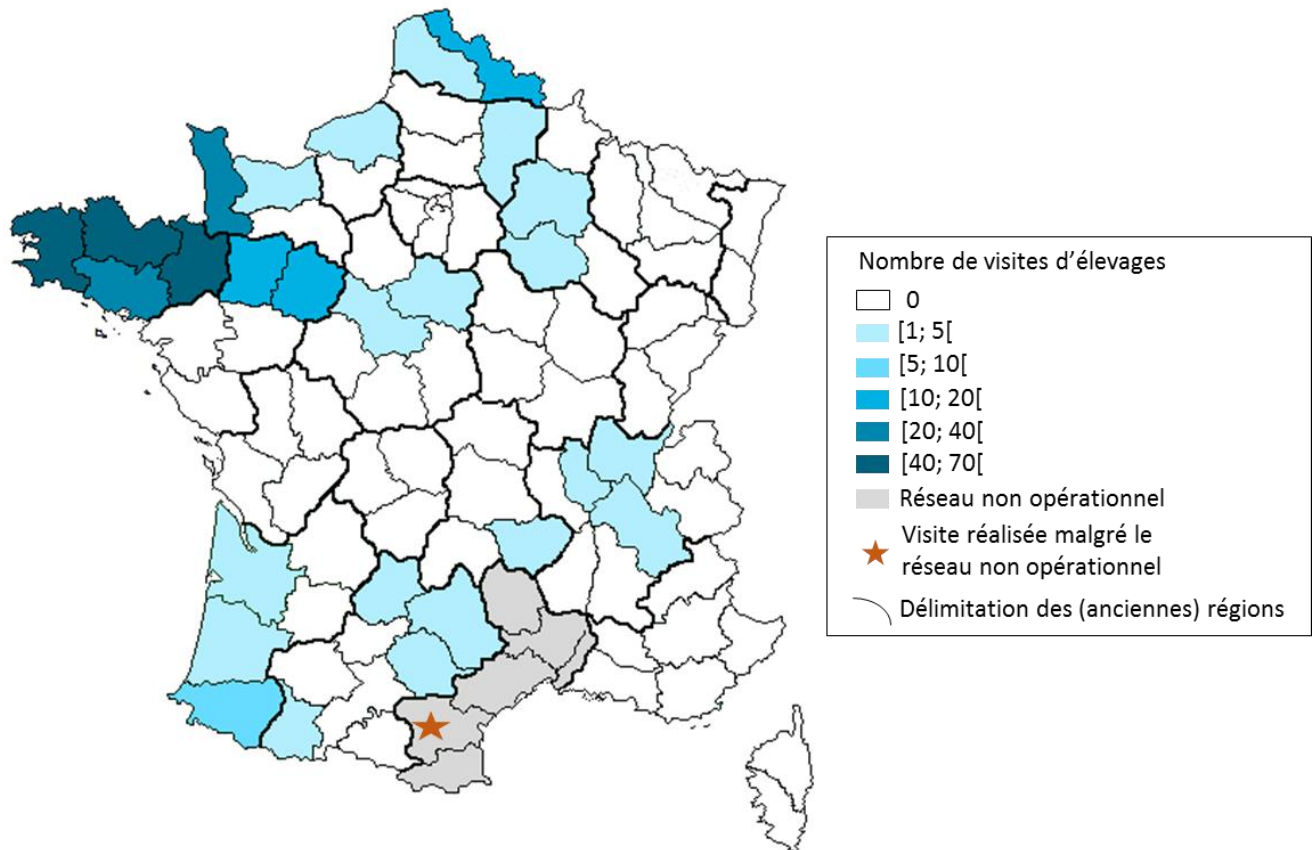 Nombre de visites d'élevages
0
[1; 5[
[5; 10[
[10; 20[
[20; 40[
[40; 70[
Réseau non opérationnel
Visite réalisée malgré le
réseau non opérationnel
Délimitation des (anciennes) régions